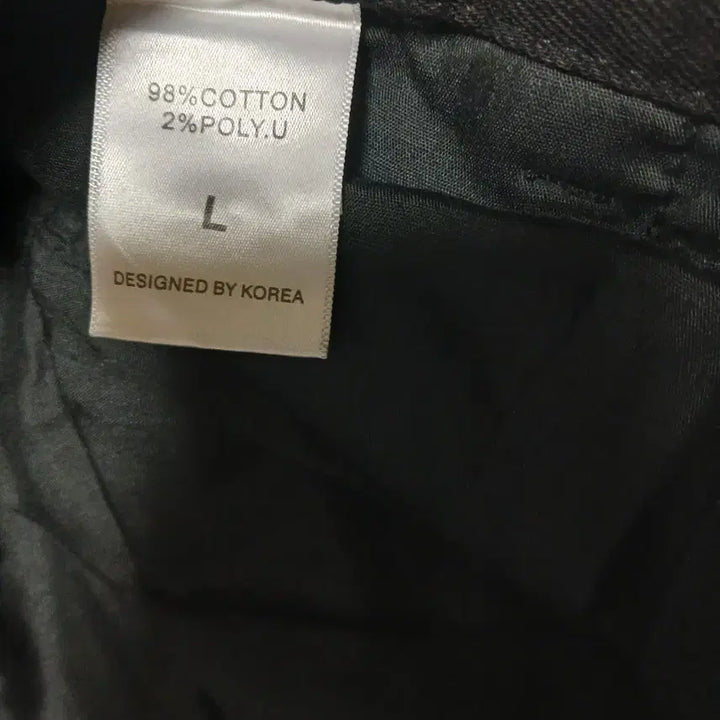 98%COTTON
2%POLY.U
L
DESIGNED BY KOREA